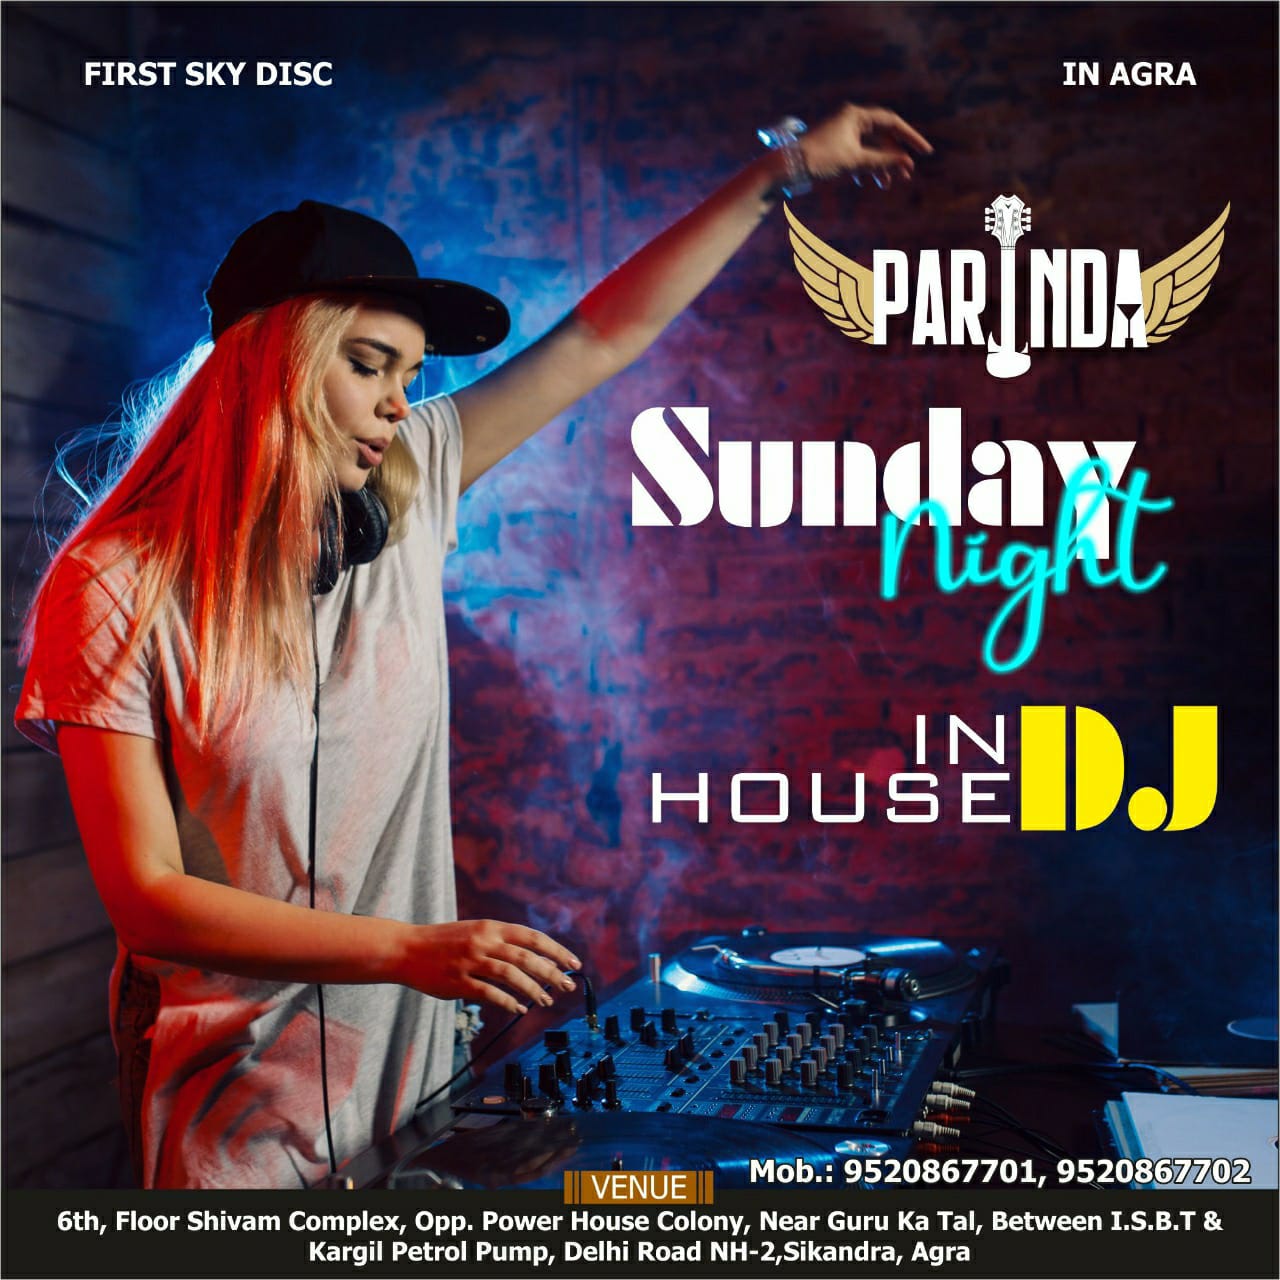 FIRST SKY DISC
IN AGRA
PARINDA
Sunday
Night
IN
HOUSE DJ
Mob.: 9520867701, 9520867702
VENUE
6th, Floor Shivam Complex, Opp. Power House Colony, Near Guru Ka Tal, Between I.S.B.T &
Kargil Petrol Pump, Delhi Road NH-2,Sikandra, Agra